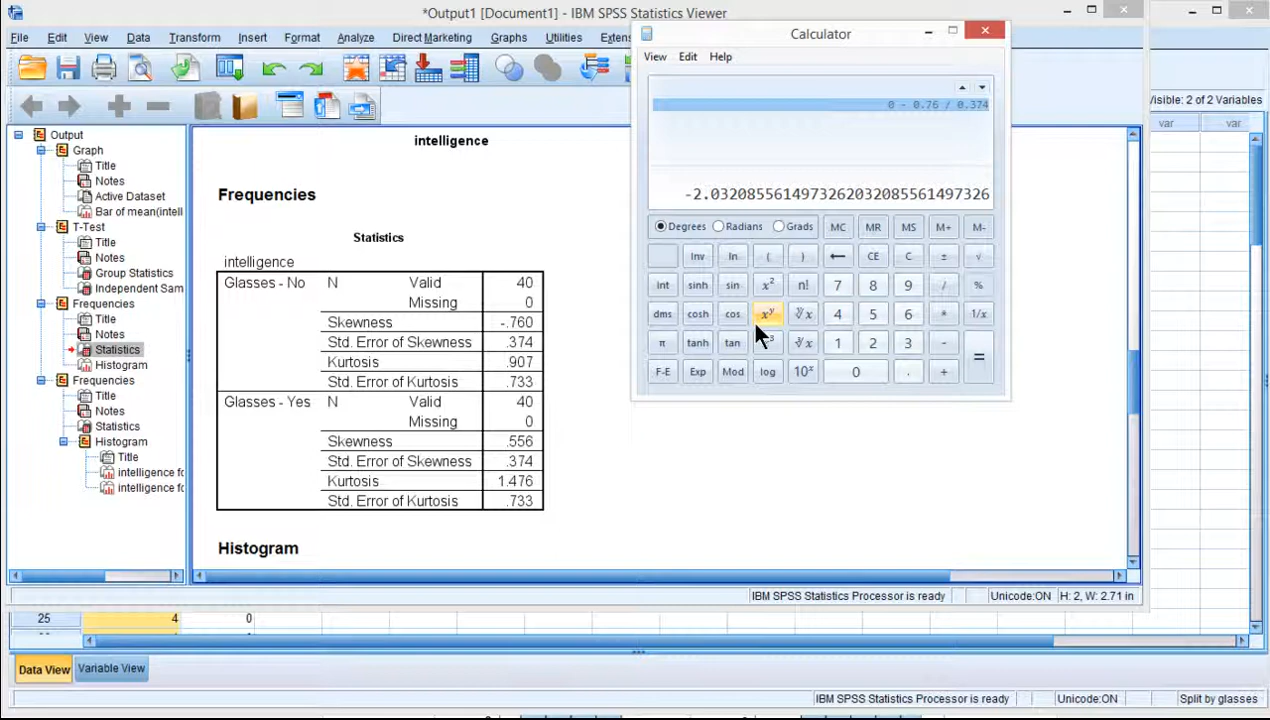 *Output1 [Document1] - IBM SPSS Statistics Viewer
File Edit View Data Transform Insert Format Analyze Direct Marketing Graphs Utilities Extens
Calculator
View Edit Help
0 - 0.76 / 0.374
-2.0320855614973262032085561497326
Degrees Radians Grads MC MR MS M+ M-
Inv ln ( ) ← CE C ± √
Int sinh sin x² n! 7 8 9 / %
dms cosh cos xʸ ʸ√x 4 5 6 * 1/x
π tanh tan 3 ³√x 1 2 3 - =
F-E Exp Mod log 10ˣ 0 . +
Visible: 2 of 2 Variables
var var
Output
Graph
Title
Notes
Active Dataset
Bar of mean(intell
T-Test
Title
Notes
Group Statistics
Independent Sam
Frequencies
Title
Notes
Statistics
Histogram
Frequencies
Title
Notes
Statistics
Histogram
Title
intelligence fo
intelligence fo
intelligence
Frequencies
Statistics
intelligence
Glasses - No N Valid 40
Missing 0
Skewness -.760
Std. Error of Skewness .374
Kurtosis .907
Std. Error of Kurtosis .733
Glasses - Yes N Valid 40
Missing 0
Skewness .556
Std. Error of Skewness .374
Kurtosis 1.476
Std. Error of Kurtosis .733
Histogram
IBM SPSS Statistics Processor is ready Unicode:ON H: 2, W: 2.71 in
25 4 0
Data View Variable View
IBM SPSS Statistics Processor is ready Unicode:ON Split by glasses